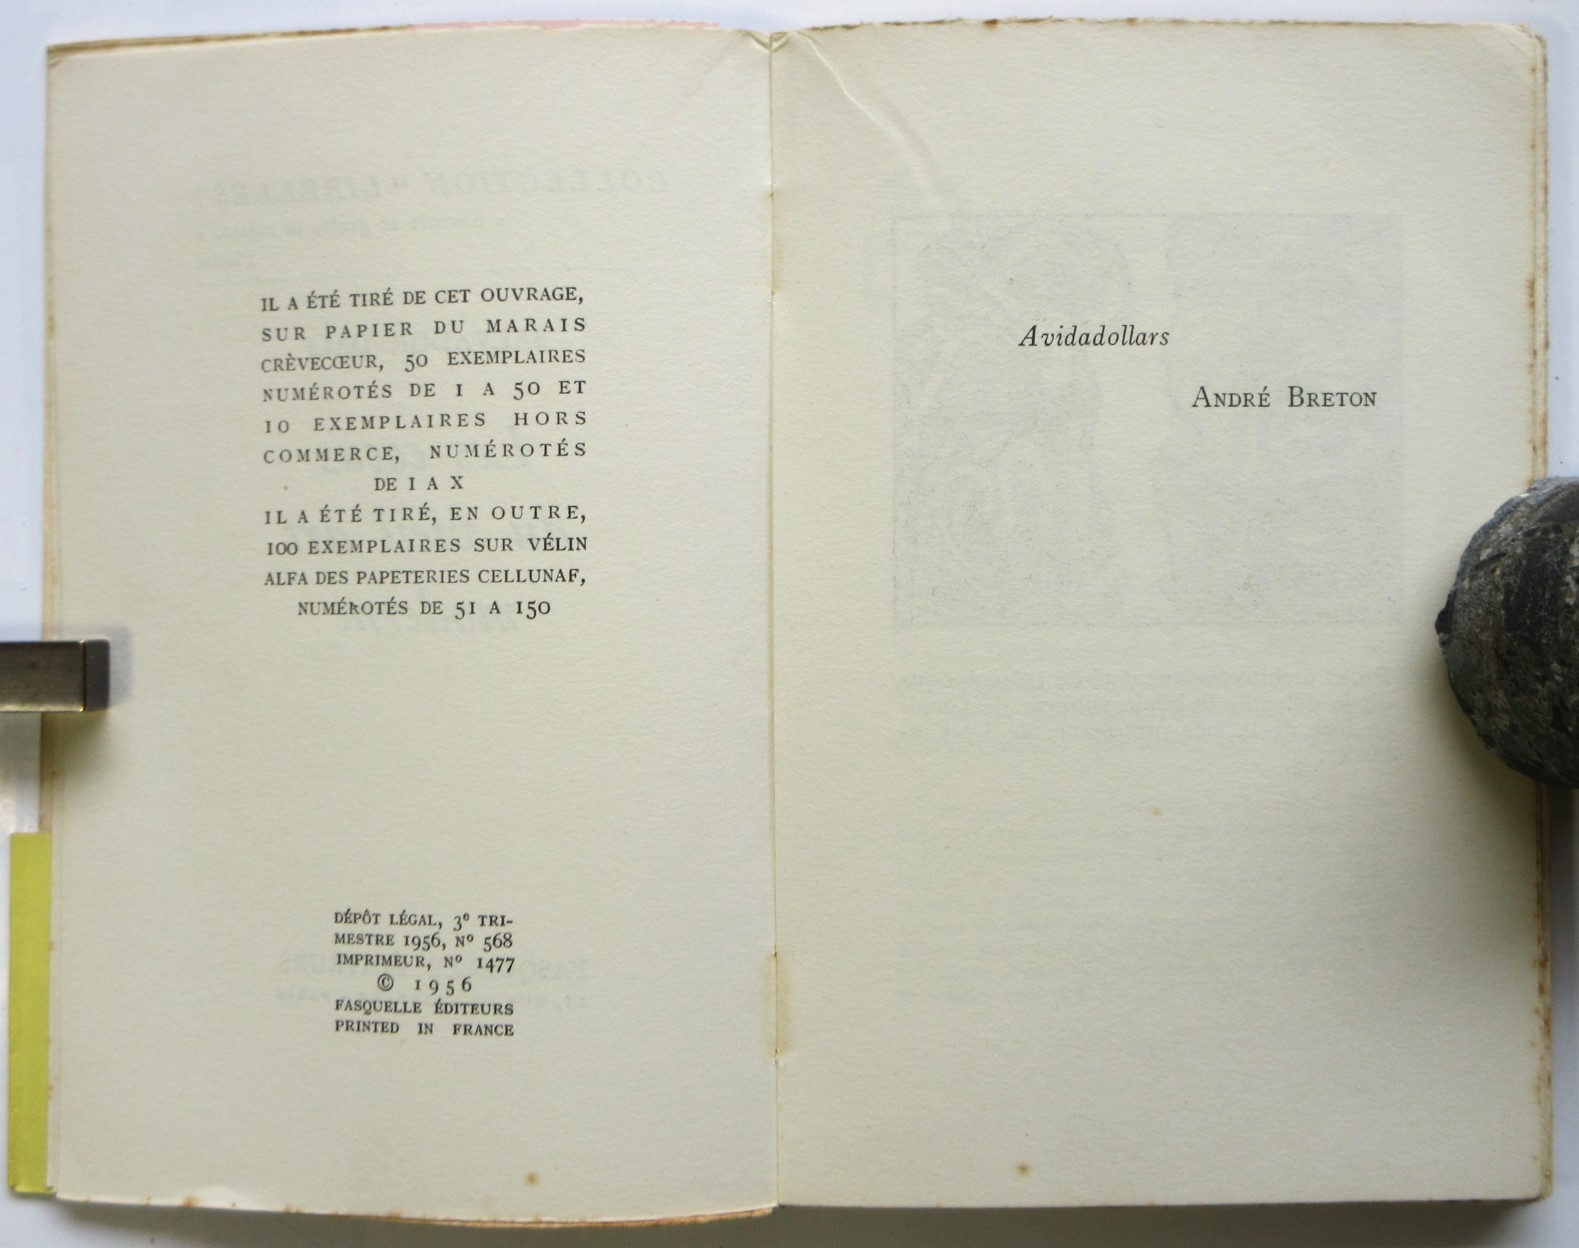 IL A ÉTÉ TIRÉ DE CET OUVRAGE,
SUR PAPIER DU MARAIS
CRÈVECŒUR, 50 EXEMPLAIRES
NUMÉROTÉS DE 1 A 50 ET
10 EXEMPLAIRES HORS
COMMERCE, NUMÉROTÉS
DE I A X
IL A ÉTÉ TIRÉ, EN OUTRE,
100 EXEMPLAIRES SUR VÉLIN
ALFA DES PAPETERIES CELLUNAF,
NUMÉROTÉS DE 51 A 150
DÉPÔT LÉGAL, 3e TRI-
MESTRE 1956, Nº 568
IMPRIMEUR, Nº 1477
© 1956
FASQUELLE ÉDITEURS
PRINTED IN FRANCE
Avidadollars
ANDRÉ BRETON